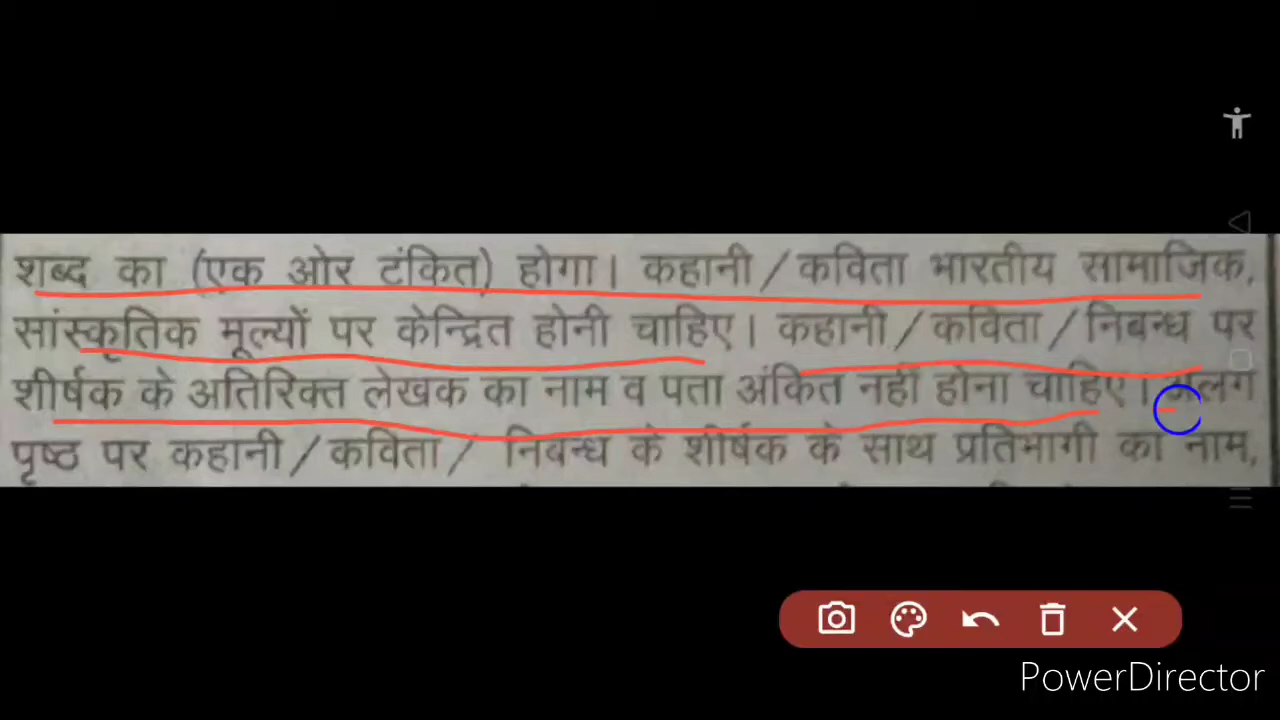 शब्द का (एक ओर टंकित) होगा। कहानी / कविता भारतीय सामाजिक,
सांस्कृतिक मूल्यों पर केन्द्रित होनी चाहिए। कहानी / कविता / निबन्ध पर
शीर्षक के अतिरिक्त लेखक का नाम व पता अंकित नहीं होना चाहिए। अलग
पृष्ठ पर कहानी / कविता / निबन्ध के शीर्षक के साथ प्रतिभागी का नाम,
PowerDirector